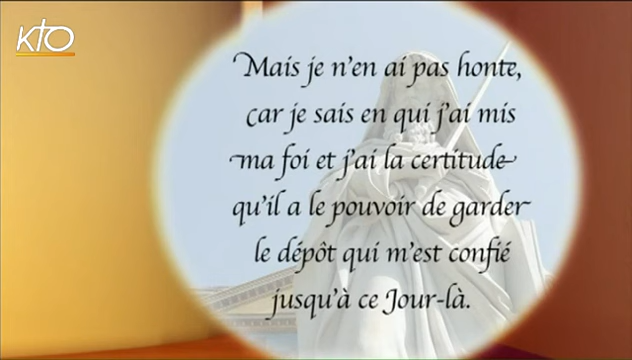 KTO
Mais je n'en ai pas honte,
car je sais en qui j'ai mis
ma foi et j'ai la certitude
qu'il a le pouvoir de garder
le dépôt qui m'est confié
jusqu'à ce Jour-là.